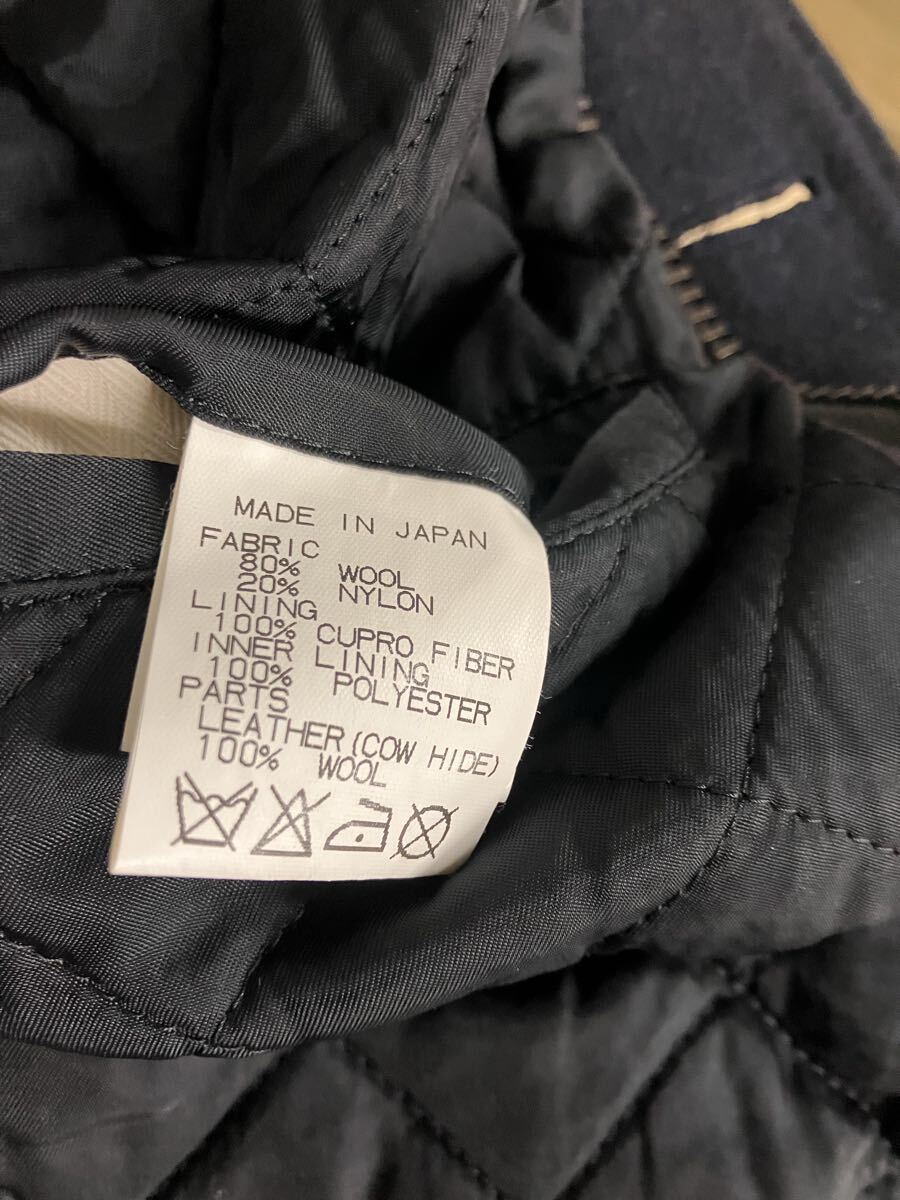 MADE IN JAPAN
FABRIC
80% WOOL
20% NYLON
LINING
100% CUPRO FIBER
INNER LINING
100% POLYESTER
PARTS
LEATHER(COW HIDE)
100% WOOL